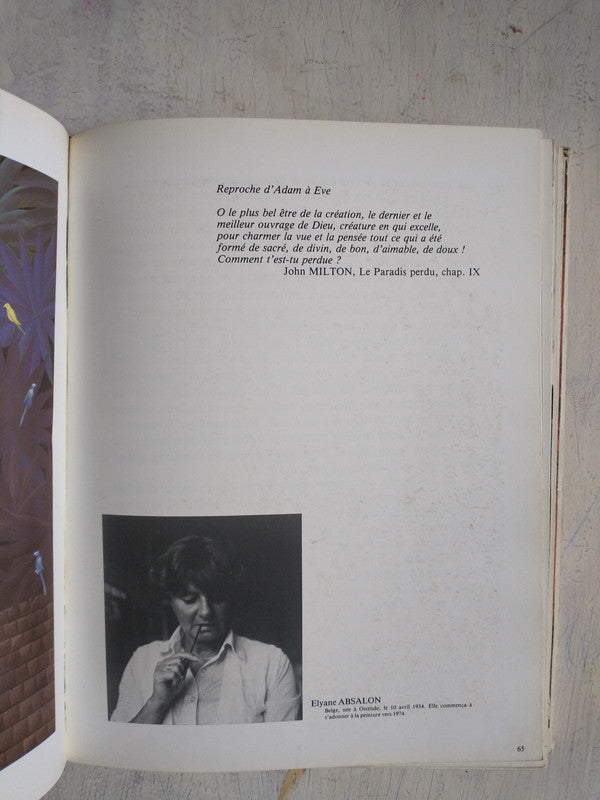 Reproche d'Adam à Eve
O le plus bel être de la création, le dernier et le
meilleur ouvrage de Dieu, créature en qui excelle,
pour charmer la vue et la pensée tout ce qui a été
formé de sacré, de divin, de bon, d'aimable, de doux !
Comment t'est-tu perdue ?
John MILTON, Le Paradis perdu, chap. IX
Elyane ABSALON
Belge, née à Ostende, le 10 avril 1934. Elle commença à
s'adonner à la peinture vers 1974.
65